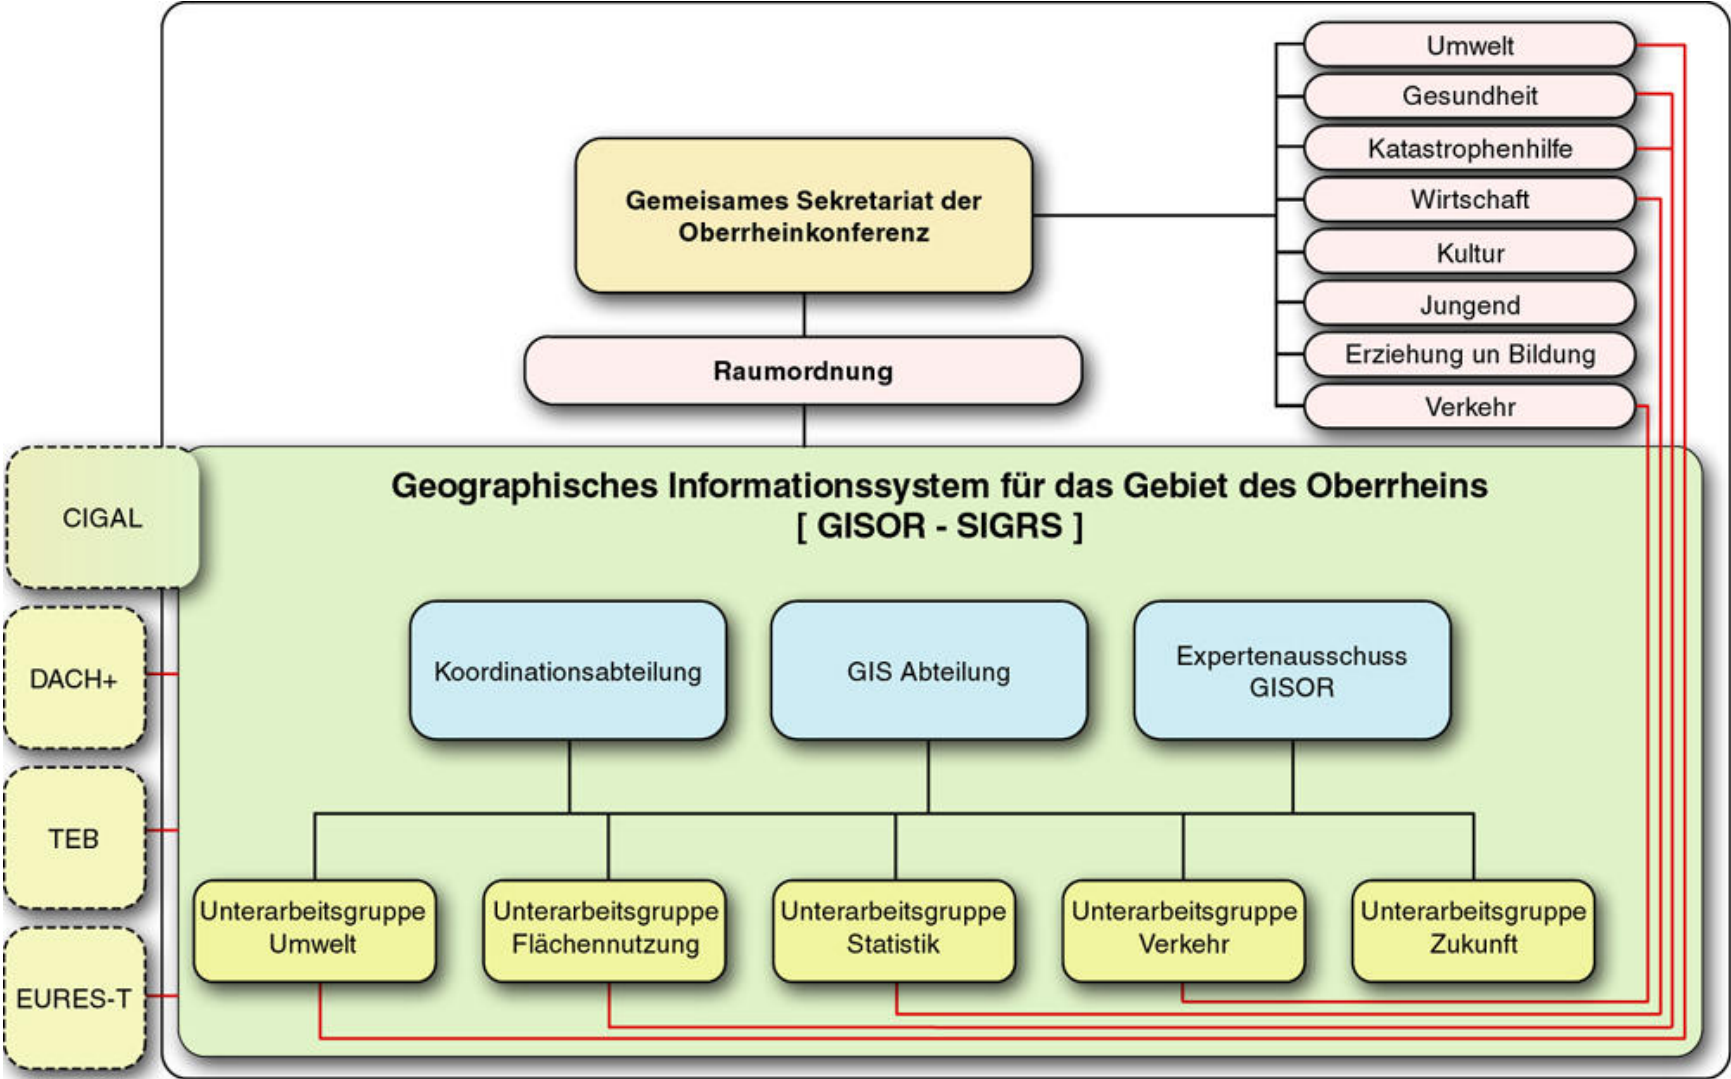 Umwelt
Gesundheit
Katastrophenhilfe
Wirtschaft
Kultur
Jungend
Erziehung un Bildung
Verkehr
Gemeisames Sekretariat der
Oberrheinkonferenz
Raumordnung
Geographisches Informationssystem für das Gebiet des Oberrheins
[ GISOR - SIGRS ]
CIGAL
DACH+
TEB
EURES-T
Koordinationsabteilung
GIS Abteilung
Expertenausschuss
GISOR
Unterarbeitsgruppe
Umwelt
Unterarbeitsgruppe
Flächennutzung
Unterarbeitsgruppe
Statistik
Unterarbeitsgruppe
Verkehr
Unterarbeitsgruppe
Zukunft